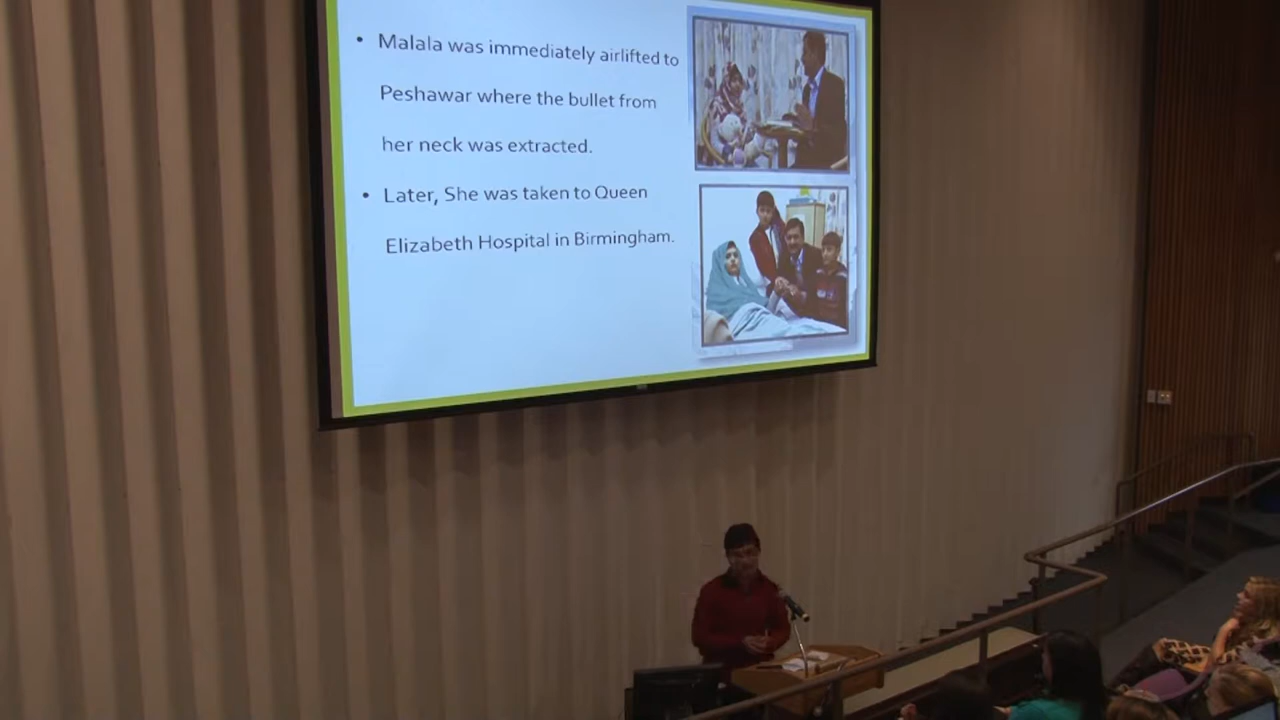 • Malala was immediately airlifted to
Peshawar where the bullet from
her neck was extracted.
• Later, She was taken to Queen
Elizabeth Hospital in Birmingham.